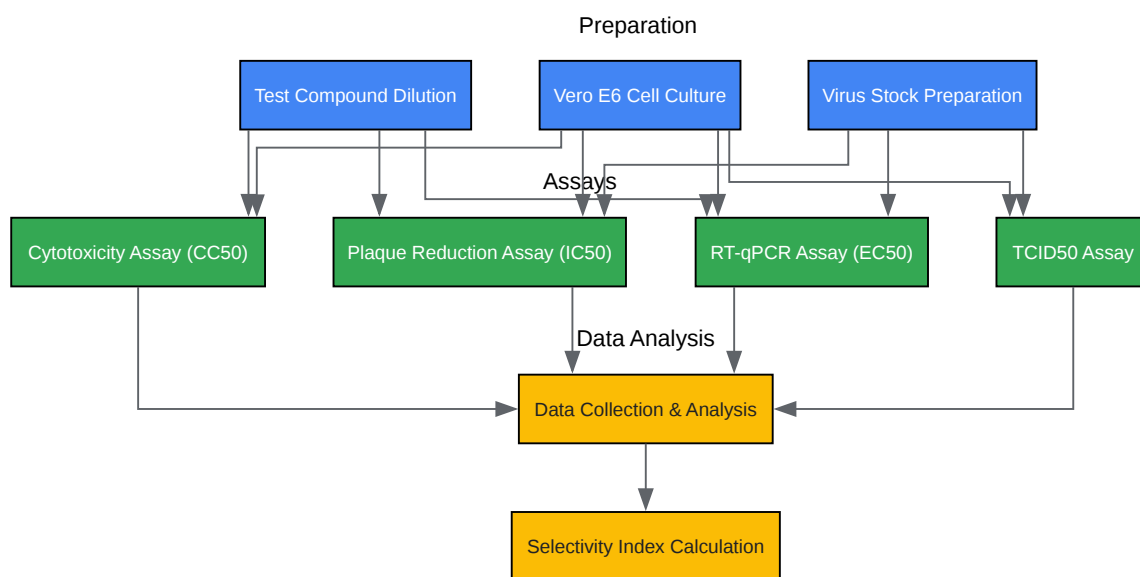 Preparation
Test Compound Dilution
Vero E6 Cell Culture
Virus Stock Preparation
Assays
Cytotoxicity Assay (CC50)
Plaque Reduction Assay (IC50)
RT-qPCR Assay (EC50)
TCID50 Assay
Data Analysis
Data Collection & Analysis
Selectivity Index Calculation